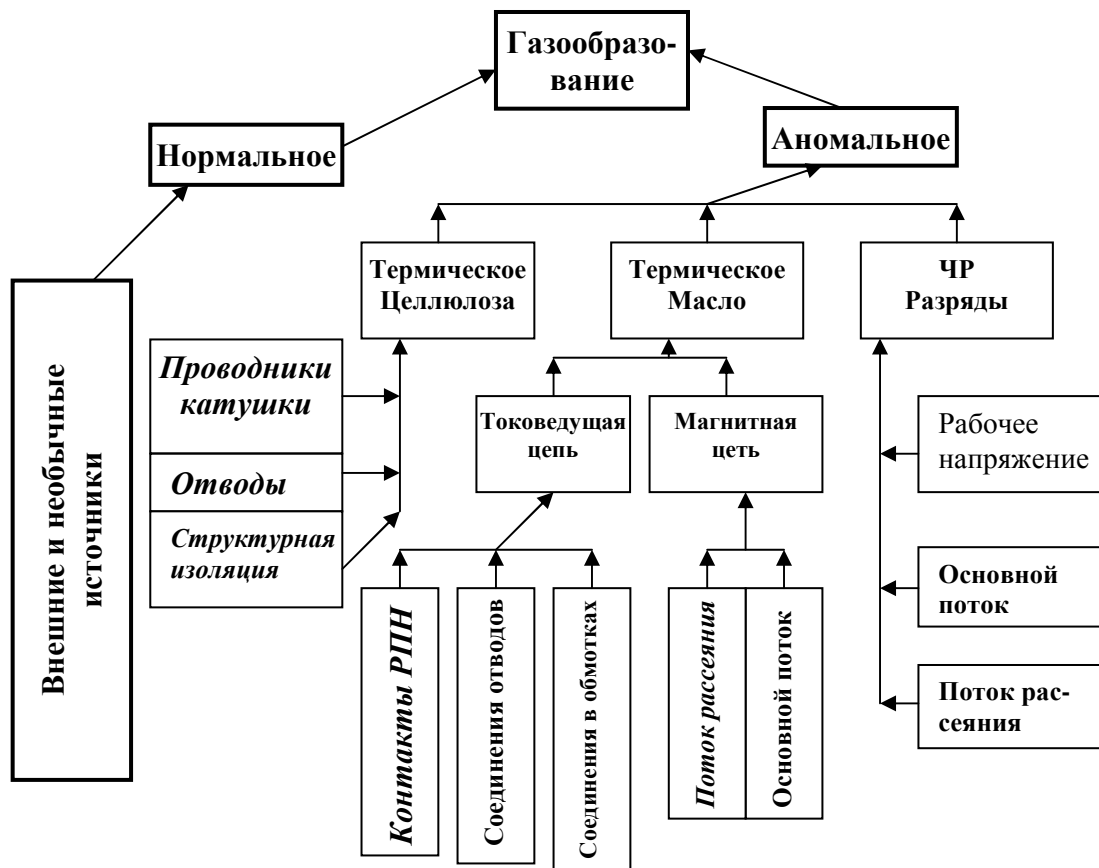 Газообразо-
вание
Нормальное
Аномальное
Термическое
Целлюлоза
Термическое
Масло
ЧР
Разряды
Внешние и необычные
источники
Проводники
катушки
Отводы
Структурная
изоляция
Токоведущая
цепь
Магнитная
цеть
Рабочее
напряжение
Основной
поток
Поток рас-
сеяния
Контакты РПН
Соединения отводов
Соединения в обмотках
Поток рассеяния
Основной поток